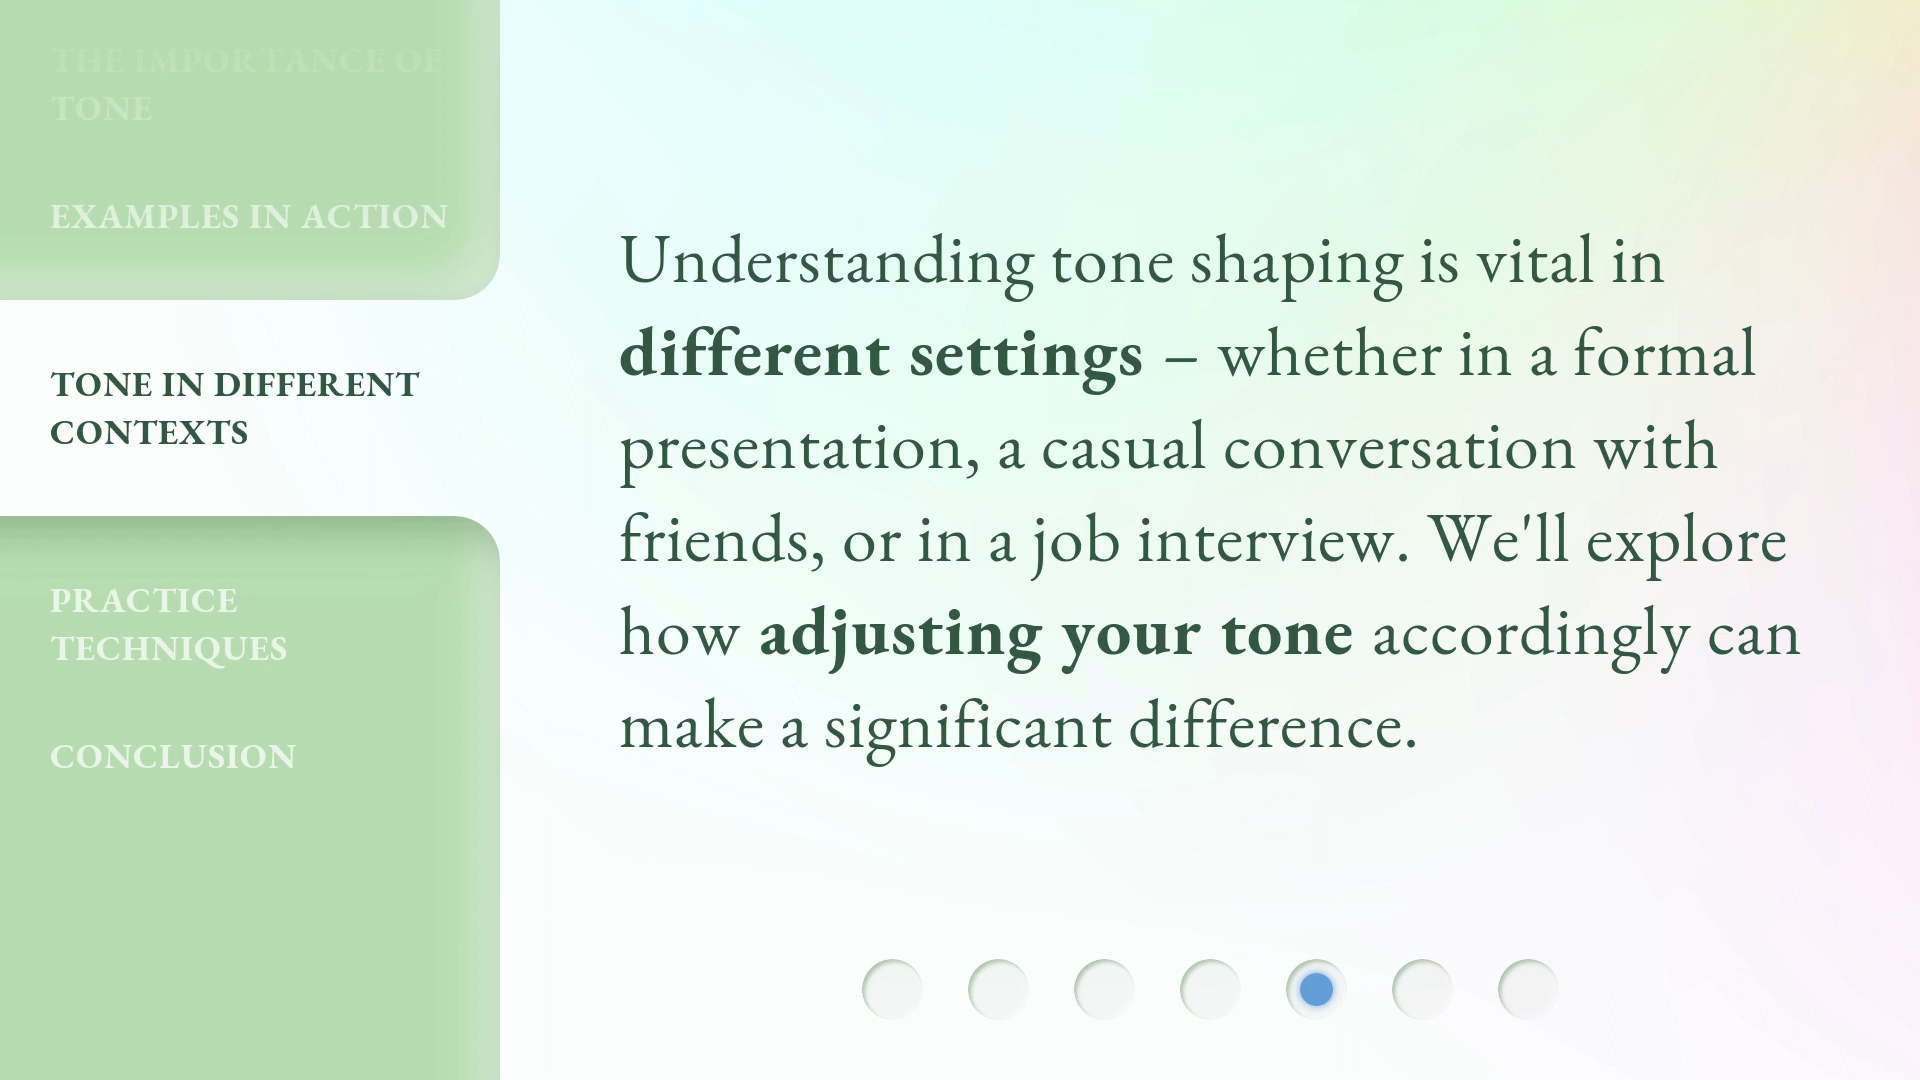 THE IMPORTANCE OF
TONE
EXAMPLES IN ACTION
TONE IN DIFFERENT
CONTEXTS
PRACTICE
TECHNIQUES
CONCLUSION
Understanding tone shaping is vital in
different settings – whether in a formal
presentation, a casual conversation with
friends, or in a job interview. We'll explore
how adjusting your tone accordingly can
make a significant difference.